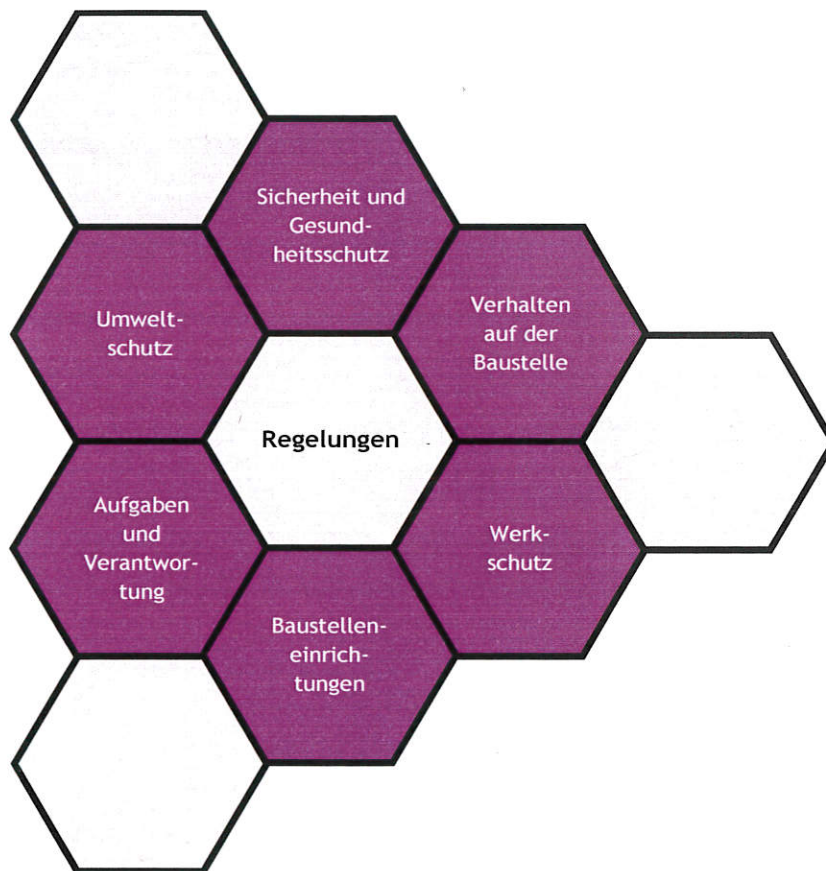 Sicherheit und
Gesund-
heitsschutz
Umwelt-
schutz
Verhalten
auf der
Baustelle
Regelungen
Aufgaben
und
Verantwor-
tung
Werk-
schutz
Baustellen-
einrich-
tungen